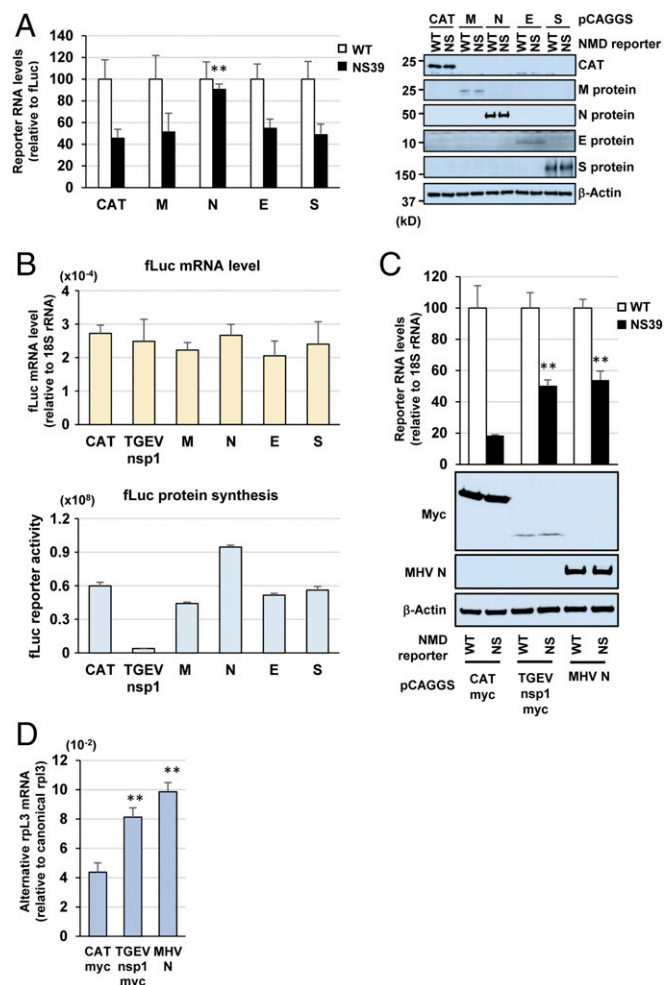 A
Reporter RNA levels
(relative to fLuc)
140
120
100
80
60
40
20
0
**
WT
NS39
CAT M N E S
CAT M N E S pCAGGS
WT NS WT NS WT NS WT NS WT NS NMD reporter
25 CAT
25 M protein
50 N protein
10 E protein
150 S protein
37 β-Actin
(kD)
B
(x10-4)
fLuc mRNA level
fLuc mRNA level
(relative to 18S rRNA)
6
4
2
0
CAT TGEV M N E S
nsp1
(x10⁸)
fLuc protein synthesis
fLuc reporter activity
1.2
0.9
0.6
0.3
0
CAT TGEV M N E S
nsp1
C
Reporter RNA levels
(relative to 18S rRNA)
120
100
80
60
40
20
0
WT
NS39
** **
Myc
MHV N
β-Actin
NMD WT NS WT NS WT NS
reporter
pCAGGS CAT TGEV MHV N
myc nsp1
myc
D
(10-2)
Alternative rpL3 mRNA
(relative to canonical rpl3)
12
10
8
6
4
2
0
** **
CAT TGEV MHV
myc nsp1 N
myc